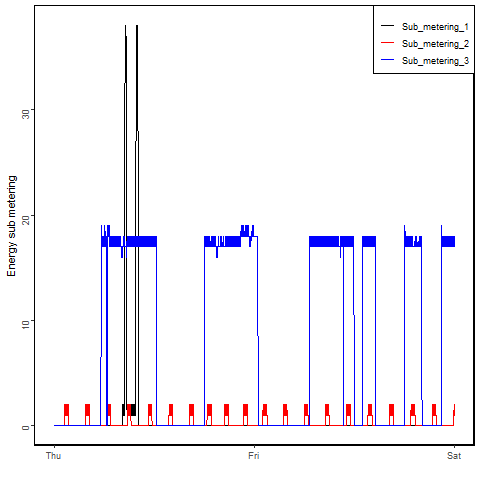 Sub_metering_1
Sub_metering_2
Sub_metering_3
Energy sub metering
30
20
10
0
Thu
Fri
Sat